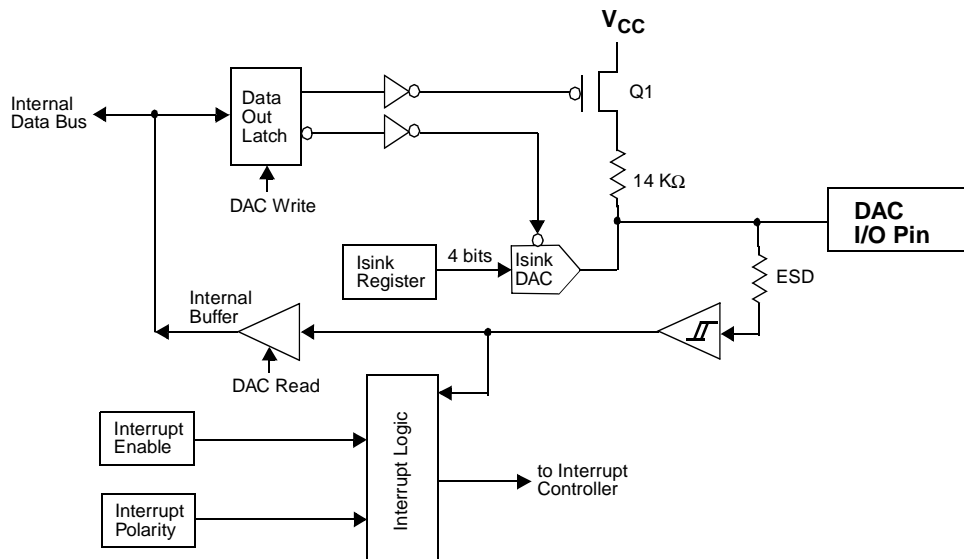 VCC
Q1
Internal
Data Bus
Data
Out
Latch
14 KΩ
DAC Write
DAC
I/O Pin
4 bits
Isink
Register
Isink
DAC
ESD
Internal
Buffer
DAC Read
Interrupt
Enable
Interrupt Logic
to Interrupt
Controller
Interrupt
Polarity